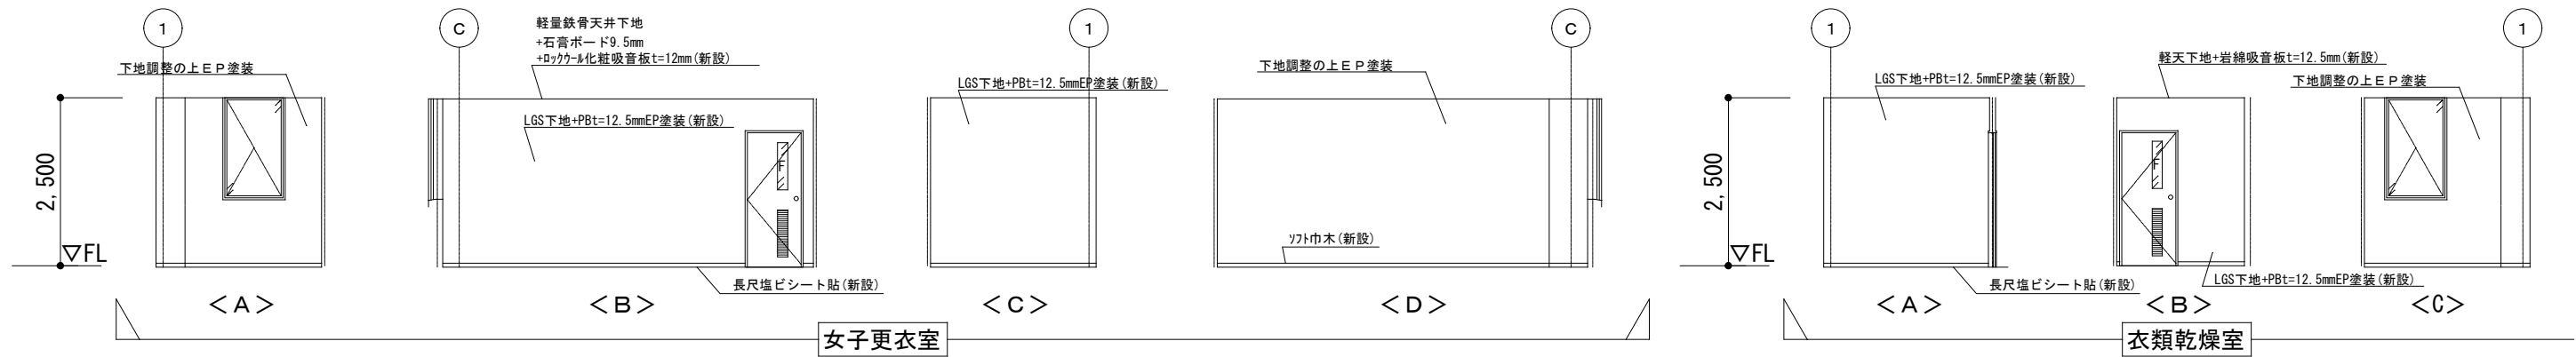 1
C
軽量鉄骨天井下地
+石膏ボード9.5mm
+ロックウール化粧吸音板t=12mm(新設)
1
C
1
1
下地調整の上EP塗装
LGS下地+PBt=12.5mmEP塗装(新設)
下地調整の上EP塗装
LGS下地+PBt=12.5mmEP塗装(新設)
軽天下地+岩綿吸音板t=12.5mm(新設)
下地調整の上EP塗装
LGS下地+PBt=12.5mmEP塗装(新設)
2,500
F
2,500
F
ソフト巾木(新設)
▽FL
▽FL
長尺塩ビシート貼(新設)
長尺塩ビシート貼(新設)
LGS下地+PBt=12.5mmEP塗装(新設)
<A>
<B>
<C>
<D>
<A>
<B>
<C>
女子更衣室
衣類乾燥室